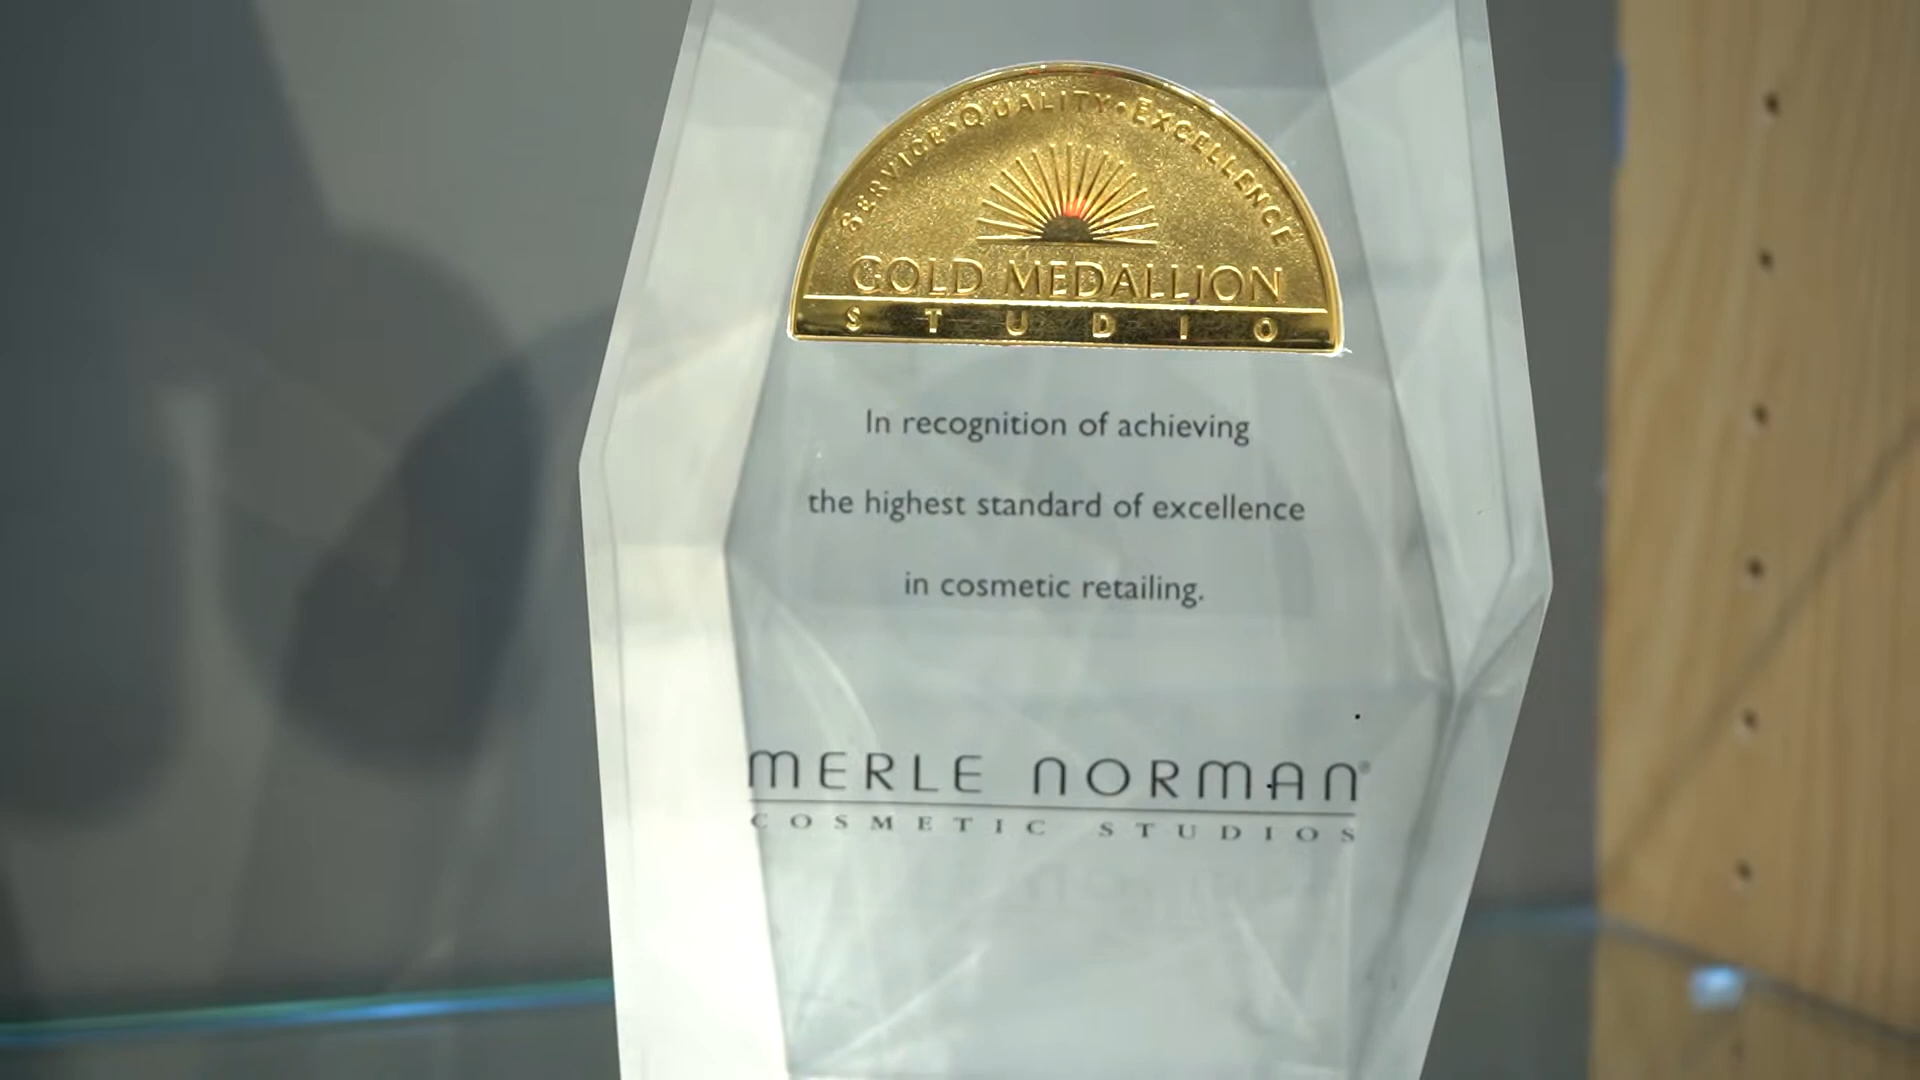 SERVICE•QUALITY•EXCELLENCE
GOLD MEDALLION
STUDIO
In recognition of achieving
the highest standard of excellence
in cosmetic retailing.
MERLE NORMAN®
COSMETIC STUDIOS